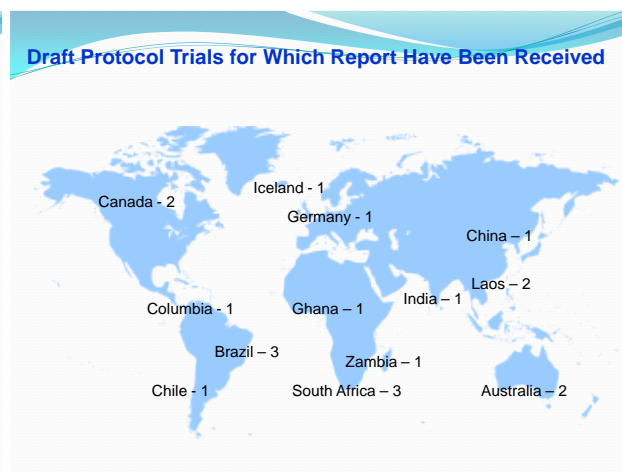 Draft Protocol Trials for Which Report Have Been Received
Iceland - 1
Canada - 2
Germany - 1
China – 1
Laos – 2
India – 1
Columbia - 1
Ghana – 1
Brazil – 3
Zambia – 1
Chile - 1
South Africa – 3
Australia – 2